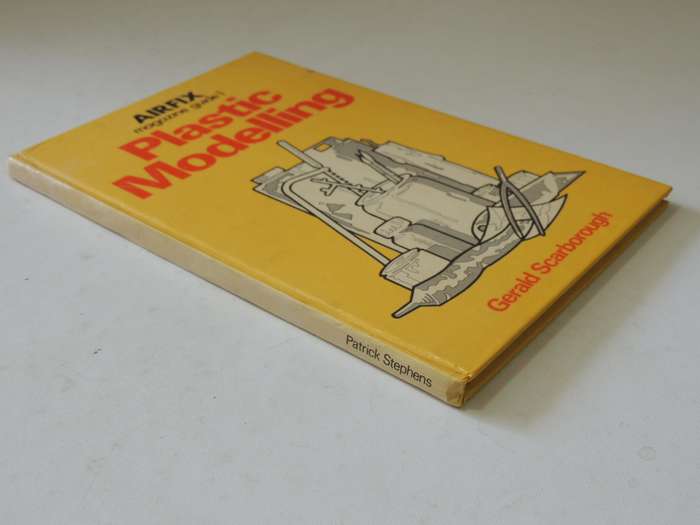 AIRFIX
magazine guide 1
Plastic
Modelling
Gerald Scarborough
Patrick Stephens